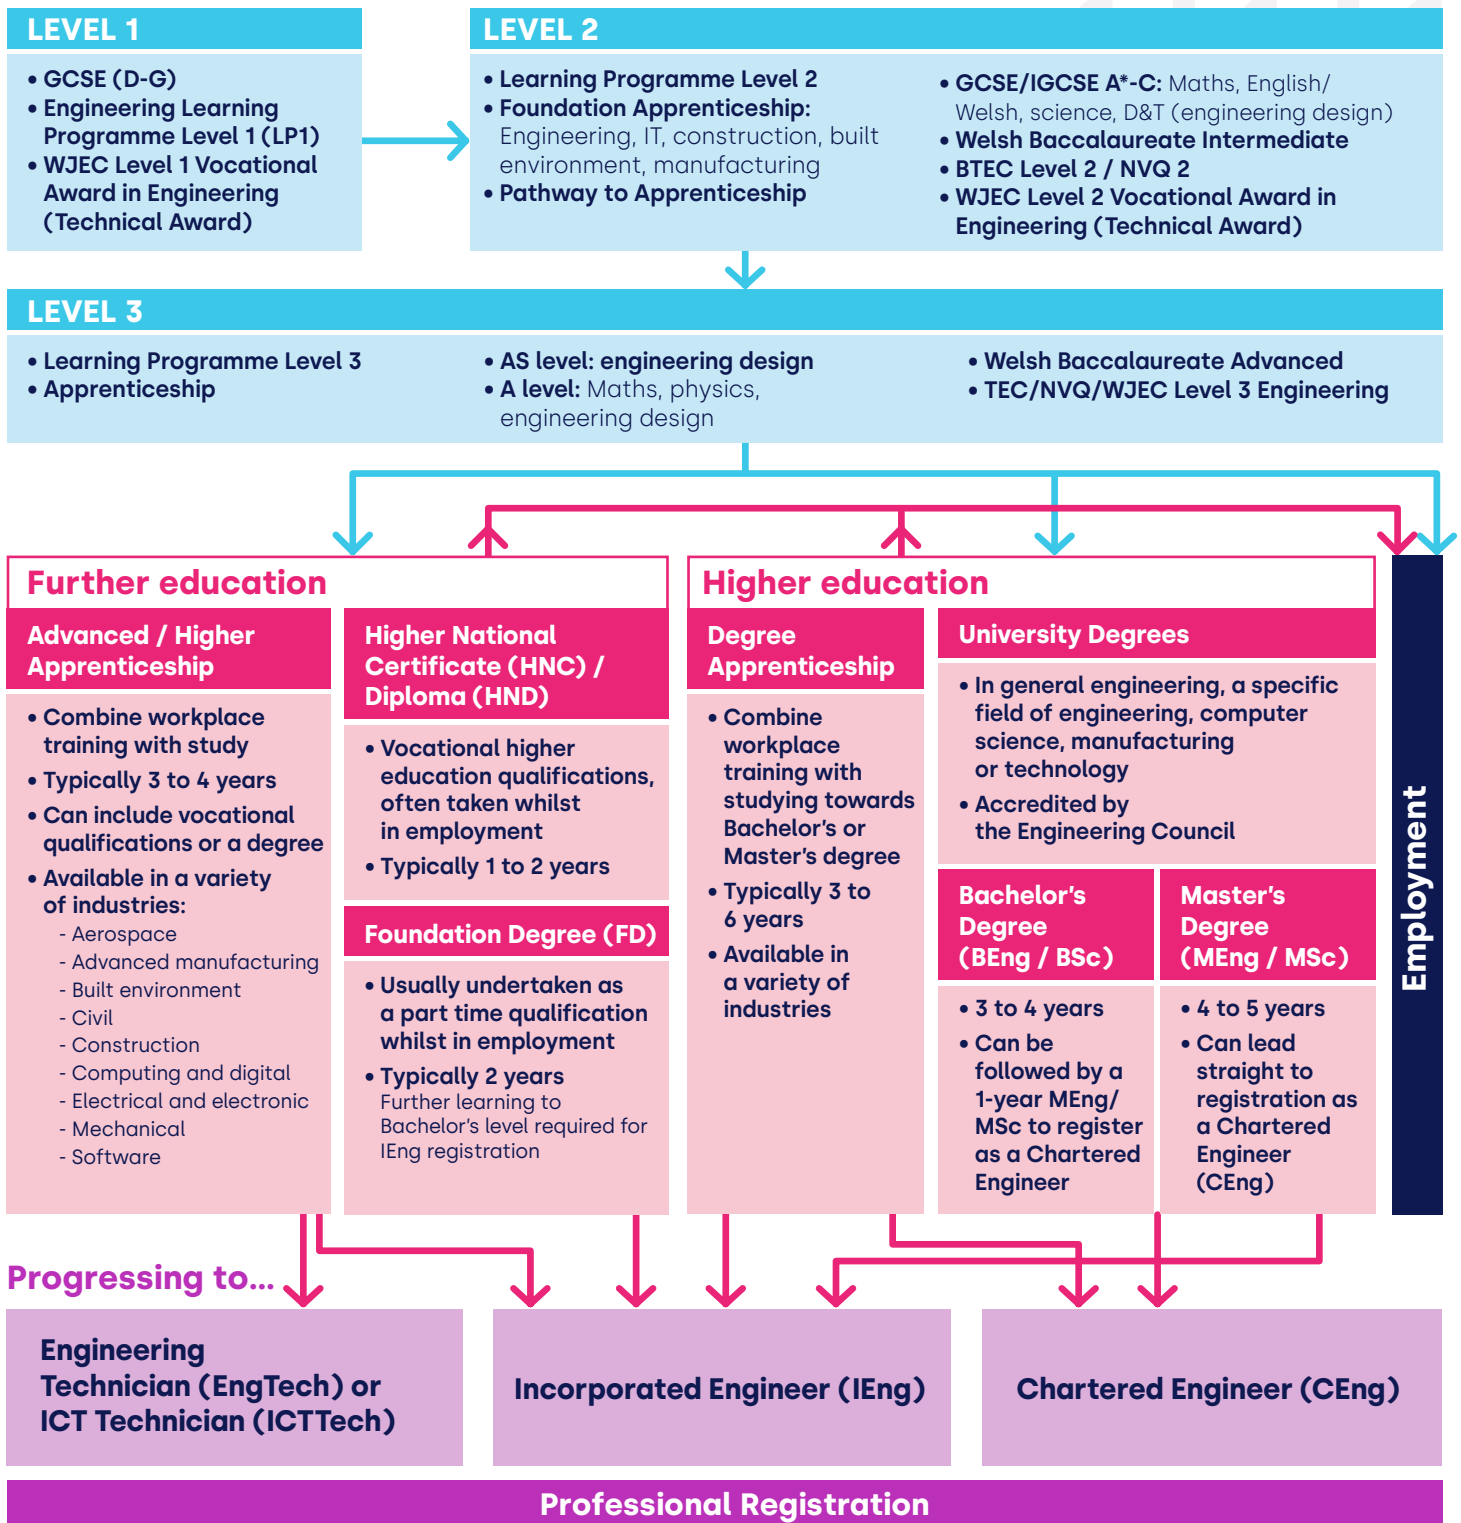 LEVEL 1
• GCSE (D-G)
• Engineering Learning
Programme Level 1 (LP1)
• WJEC Level 1 Vocational
Award in Engineering
(Technical Award)
LEVEL 2
• Learning Programme Level 2
• Foundation Apprenticeship:
Engineering, IT, construction, built
environment, manufacturing
• Pathway to Apprenticeship
• GCSE/IGCSE A*-C: Maths, English/
Welsh, science, D&T (engineering design)
• Welsh Baccalaureate Intermediate
• BTEC Level 2 / NVQ 2
• WJEC Level 2 Vocational Award in
Engineering (Technical Award)
LEVEL 3
• Learning Programme Level 3
• Apprenticeship
• AS level: engineering design
• A level: Maths, physics,
engineering design
• Welsh Baccalaureate Advanced
• TEC/NVQ/WJEC Level 3 Engineering
Further education
Advanced / Higher
Apprenticeship
• Combine workplace
training with study
• Typically 3 to 4 years
• Can include vocational
qualifications or a degree
• Available in a variety
of industries:
- Aerospace
- Advanced manufacturing
- Built environment
- Civil
- Construction
- Computing and digital
- Electrical and electronic
- Mechanical
- Software
Higher National
Certificate (HNC) /
Diploma (HND)
• Vocational higher
education qualifications,
often taken whilst
in employment
• Typically 1 to 2 years
Foundation Degree (FD)
• Usually undertaken as
a part time qualification
whilst in employment
• Typically 2 years
Further learning to
Bachelor's level required for
IEng registration
Higher education
Degree
Apprenticeship
• Combine
workplace
training with
studying towards
Bachelor's or
Master's degree
• Typically 3 to
6 years
• Available in
a variety of
industries
University Degrees
• In general engineering, a specific
field of engineering, computer
science, manufacturing
or technology
• Accredited by
the Engineering Council
Bachelor's
Degree
(BEng / BSc)
• 3 to 4 years
• Can be
followed by a
1-year MEng/
MSc to register
as a Chartered
Engineer
Master's
Degree
(MEng / MSc)
• 4 to 5 years
• Can lead
straight to
registration as
a Chartered
Engineer
(CEng)
Employment
Progressing to...
Engineering
Technician (EngTech) or
ICT Technician (ICTTech)
Incorporated Engineer (IEng)
Chartered Engineer (CEng)
Professional Registration